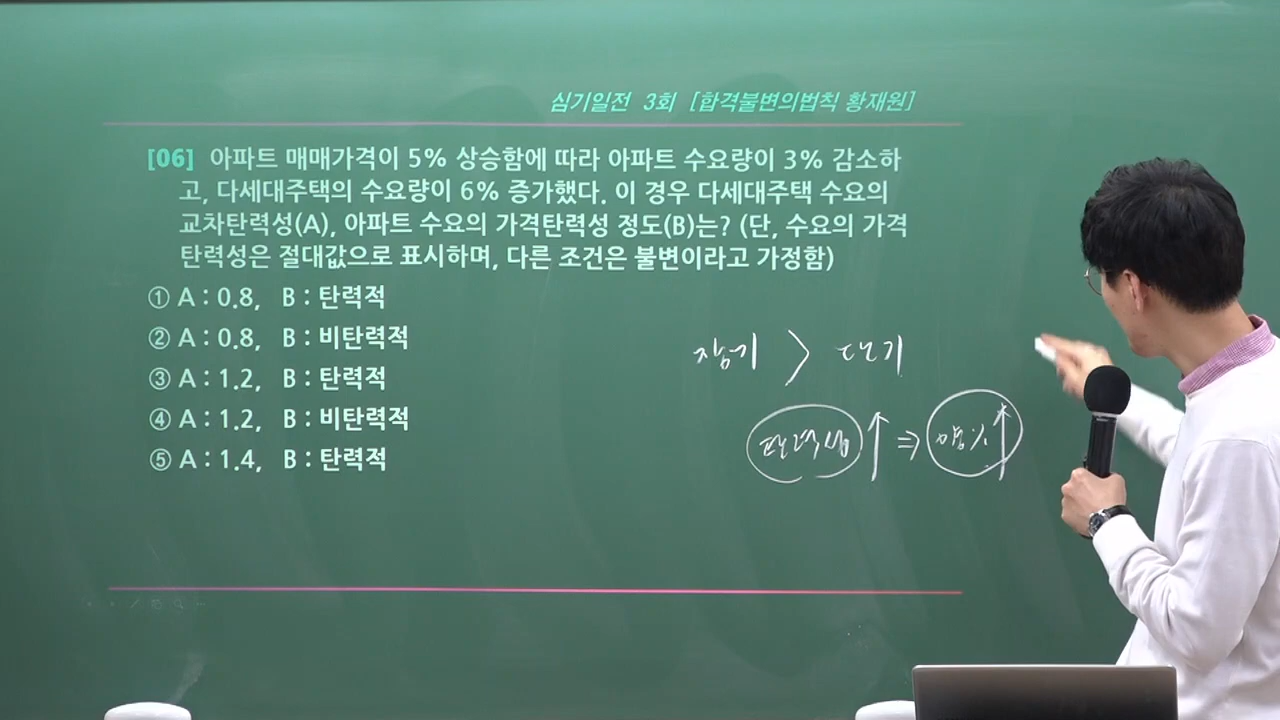 심기일전 3회 [합격불변의법칙 황재원]
[06] 아파트 매매가격이 5% 상승함에 따라 아파트 수요량이 3% 감소하
고, 다세대주택의 수요량이 6% 증가했다. 이 경우 다세대주택 수요의
교차탄력성(A), 아파트 수요의 가격탄력성 정도(B)는? (단, 수요의 가격
탄력성은 절대값으로 표시하며, 다른 조건은 불변이라고 가정함)
① A : 0.8, B : 탄력적
② A : 0.8, B : 비탄력적
③ A : 1.2, B : 탄력적
④ A : 1.2, B : 비탄력적
⑤ A : 1.4, B : 탄력적
장기 > 단기
탄력성 ↑ ⇒ ↑